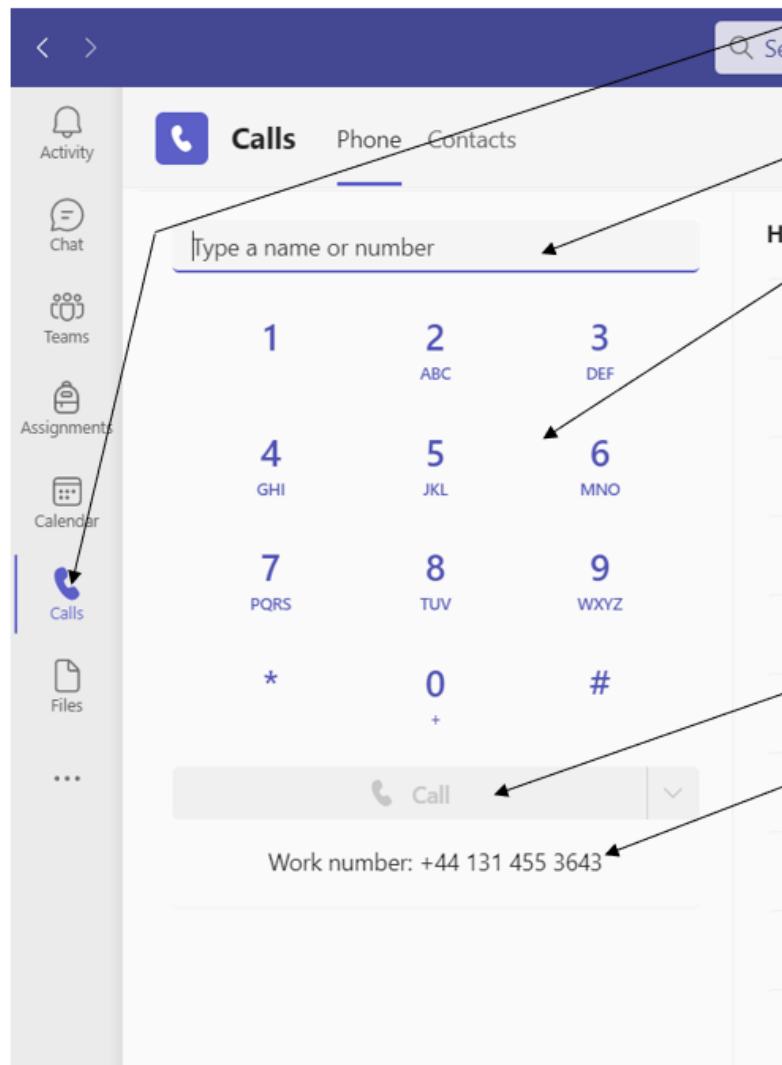 Se
Activity
Calls Phone Contacts
Chat
Type a name or number
H
Teams
1 2 3
ABC DEF
Assignments
4 5 6
GHI JKL MNO
Calendar
7 8 9
PQRS TUV WXYZ
Calls
* 0 #
+
Files
...
Call
Work number: +44 131 455 3643